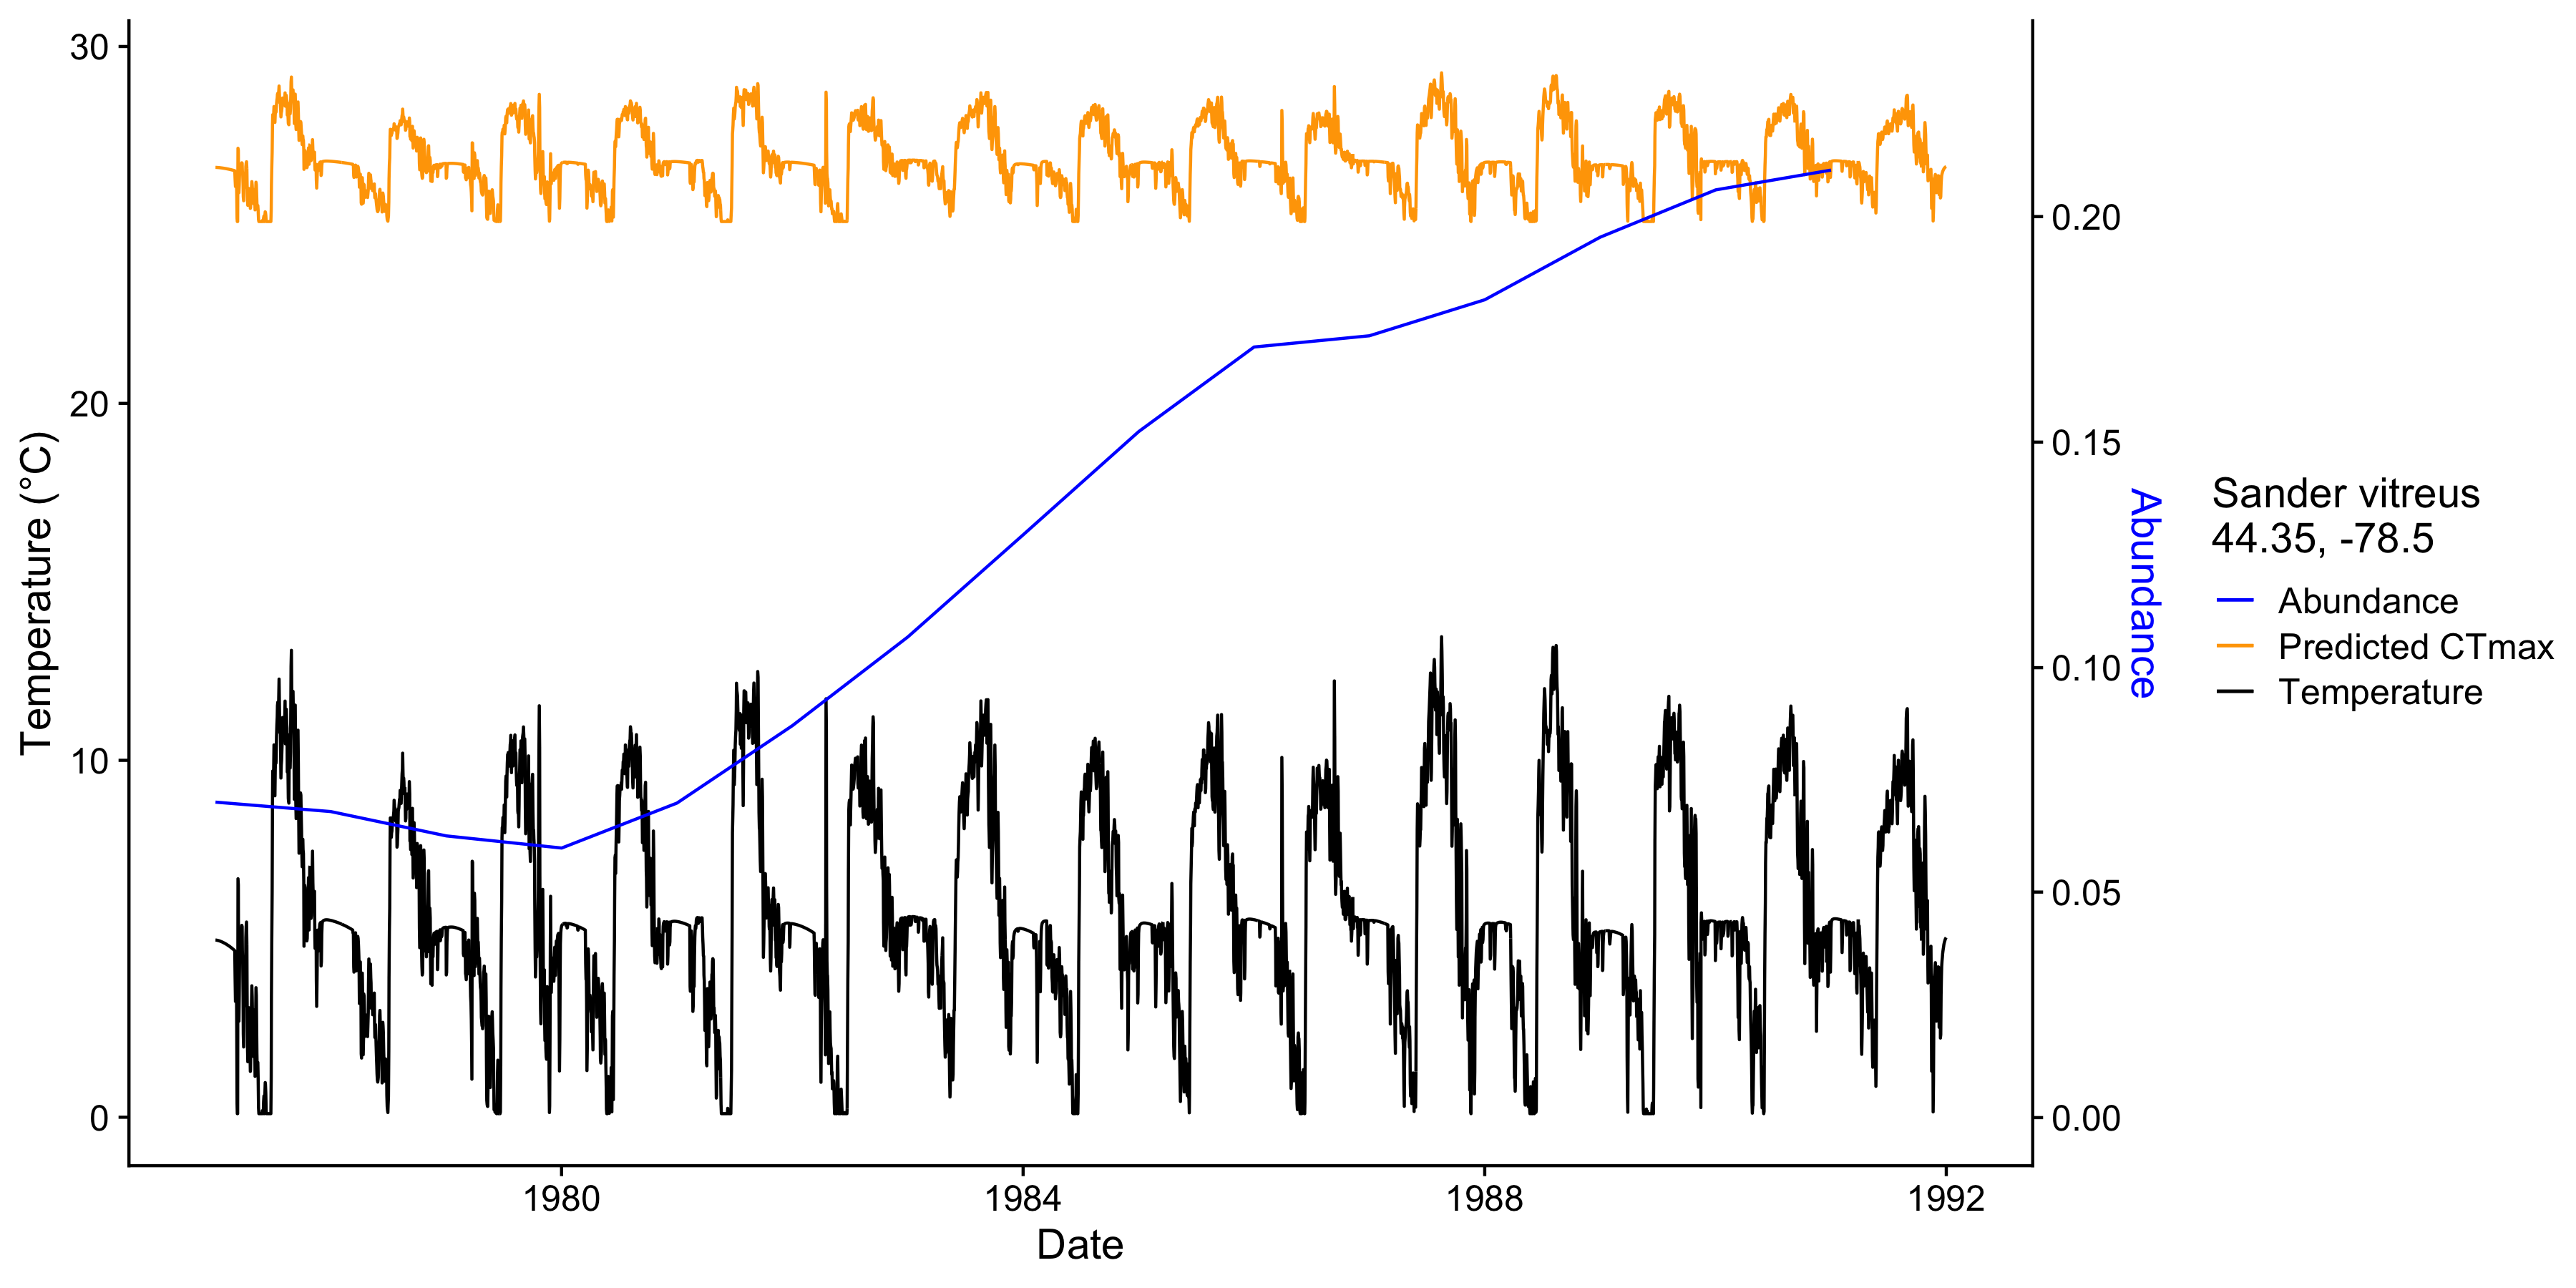 30
20
10
0
Temperature (°C)
1980
1984
1988
1992
Date
0.20
0.15
0.10
0.05
0.00
Abundance
Sander vitreus
44.35, -78.5
Abundance
Predicted CTmax
Temperature